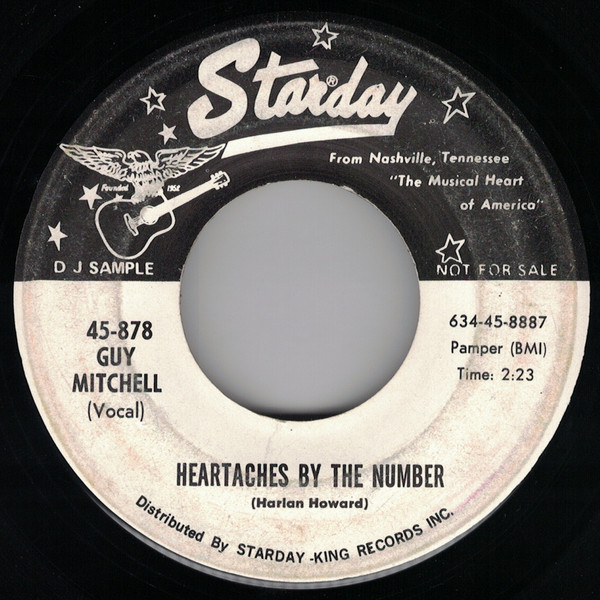 Starday®
From Nashville, Tennessee
"The Musical Heart
of America"
Founded 1952
D J SAMPLE
NOT FOR SALE
45-878
GUY
MITCHELL
(Vocal)
634-45-8887
Pamper (BMI)
Time: 2:23
HEARTACHES BY THE NUMBER
(Harlan Howard)
Distributed By STARDAY-KING RECORDS INC.